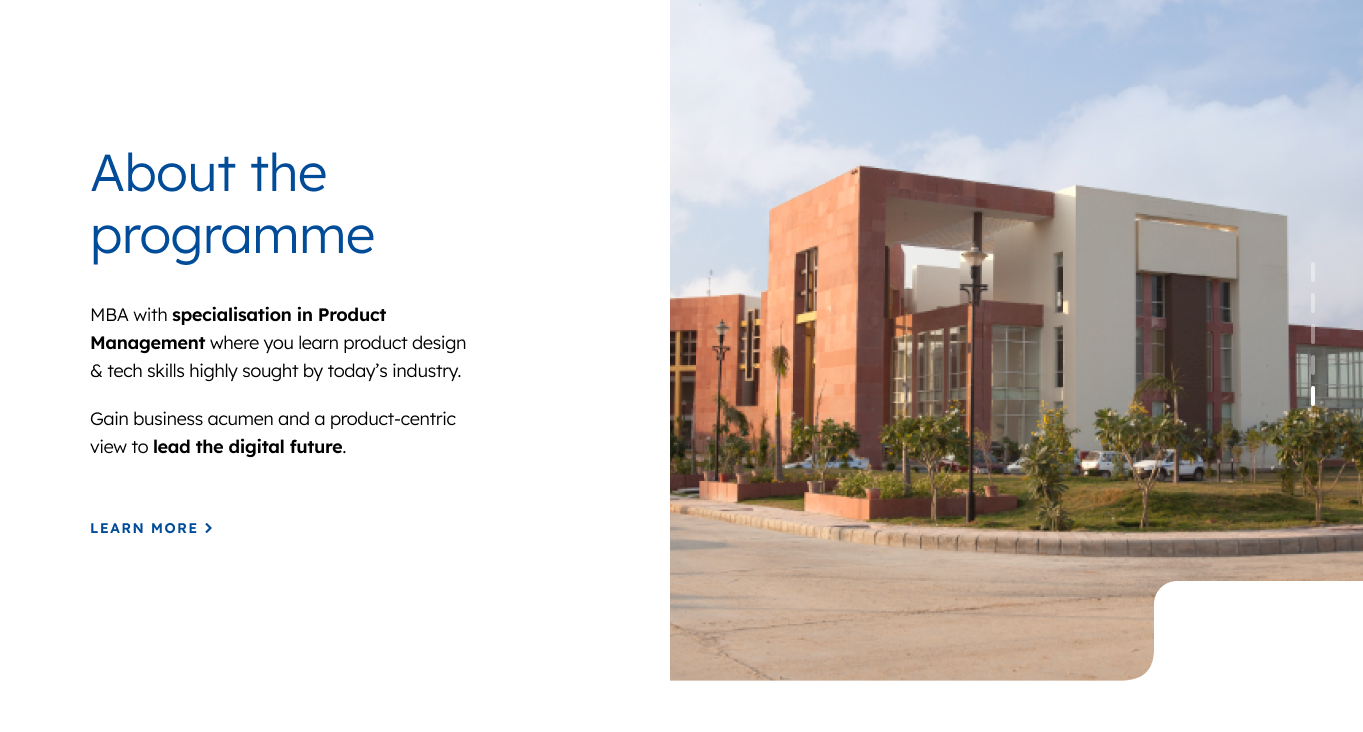 About the
programme
MBA with specialisation in Product
Management where you learn product design
& tech skills highly sought by today’s industry.
Gain business acumen and a product-centric
view to lead the digital future.
LEARN MORE >